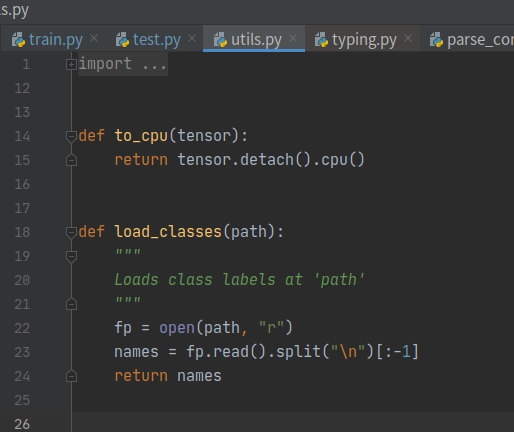 s.py
train.py × test.py × utils.py × typing.py × parse_con
1 import ...
12
13
14 def to_cpu(tensor):
15 return tensor.detach().cpu()
16
17
18 def load_classes(path):
19 """
20 Loads class labels at 'path'
21 """
22 fp = open(path, "r")
23 names = fp.read().split("\n")[:-1]
24 return names
25
26